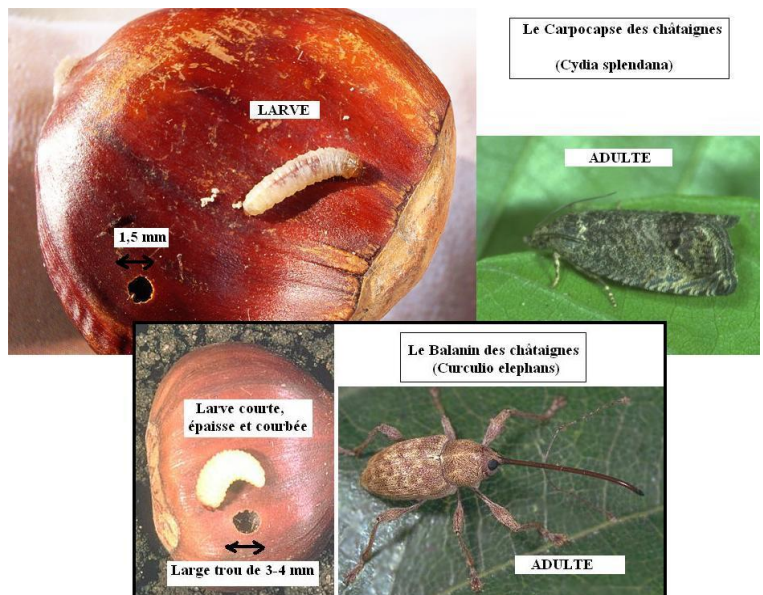 Le Carpocapse des châtaignes
(Cydia splendana)
LARVE
ADULTE
1,5 mm
Le Balanin des châtaignes
(Curculio elephans)
Larve courte,
épaisse et courbée
Large trou de 3-4 mm
ADULTE